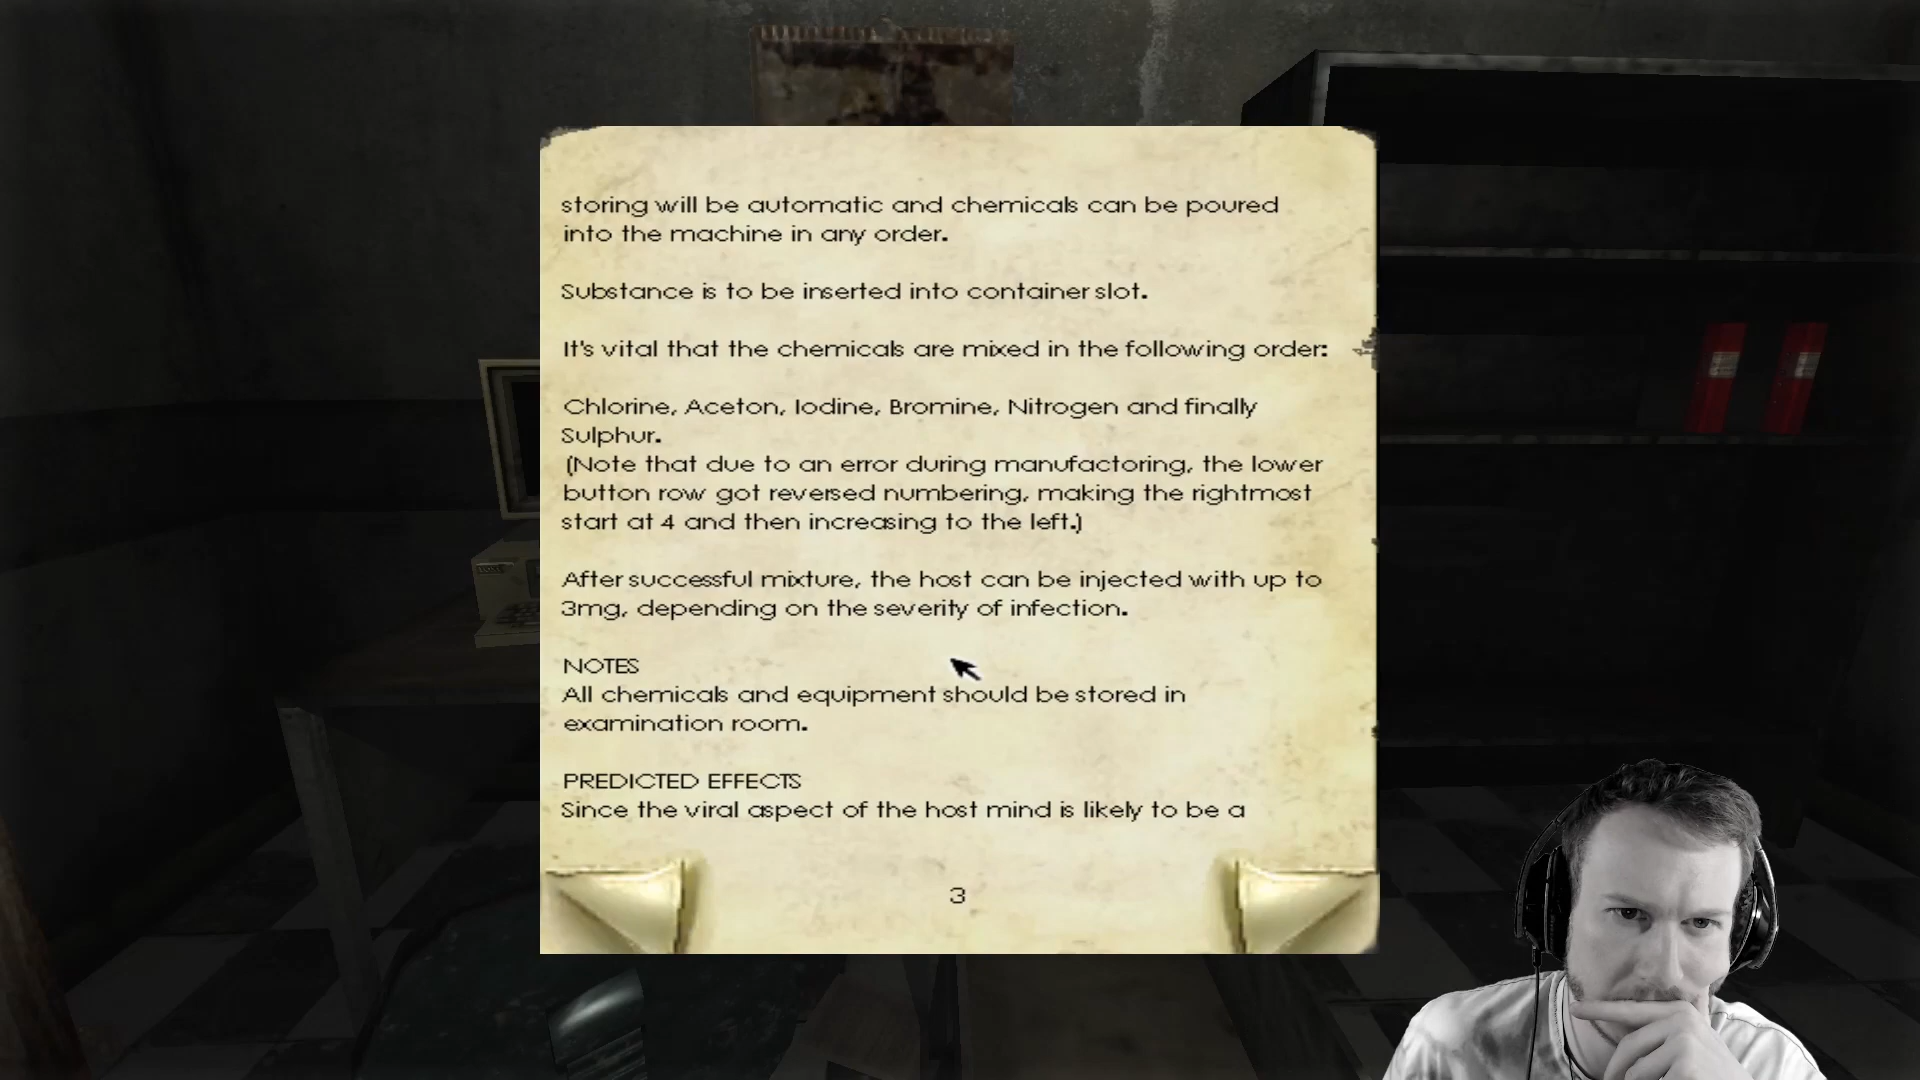 storing will be automatic and chemicals can be poured
into the machine in any order.
Substance is to be inserted into container slot.
It's vital that the chemicals are mixed in the following order:
Chlorine, Aceton, Iodine, Bromine, Nitrogen and finally
Sulphur.
(Note that due to an error during manufactoring, the lower
button row got reversed numbering, making the rightmost
start at 4 and then increasing to the left.)
After successful mixture, the host can be injected with up to
3mg, depending on the severity of infection.
NOTES
All chemicals and equipment should be stored in
examination room.
PREDICTED EFFECTS
Since the viral aspect of the host mind is likely to be a
3